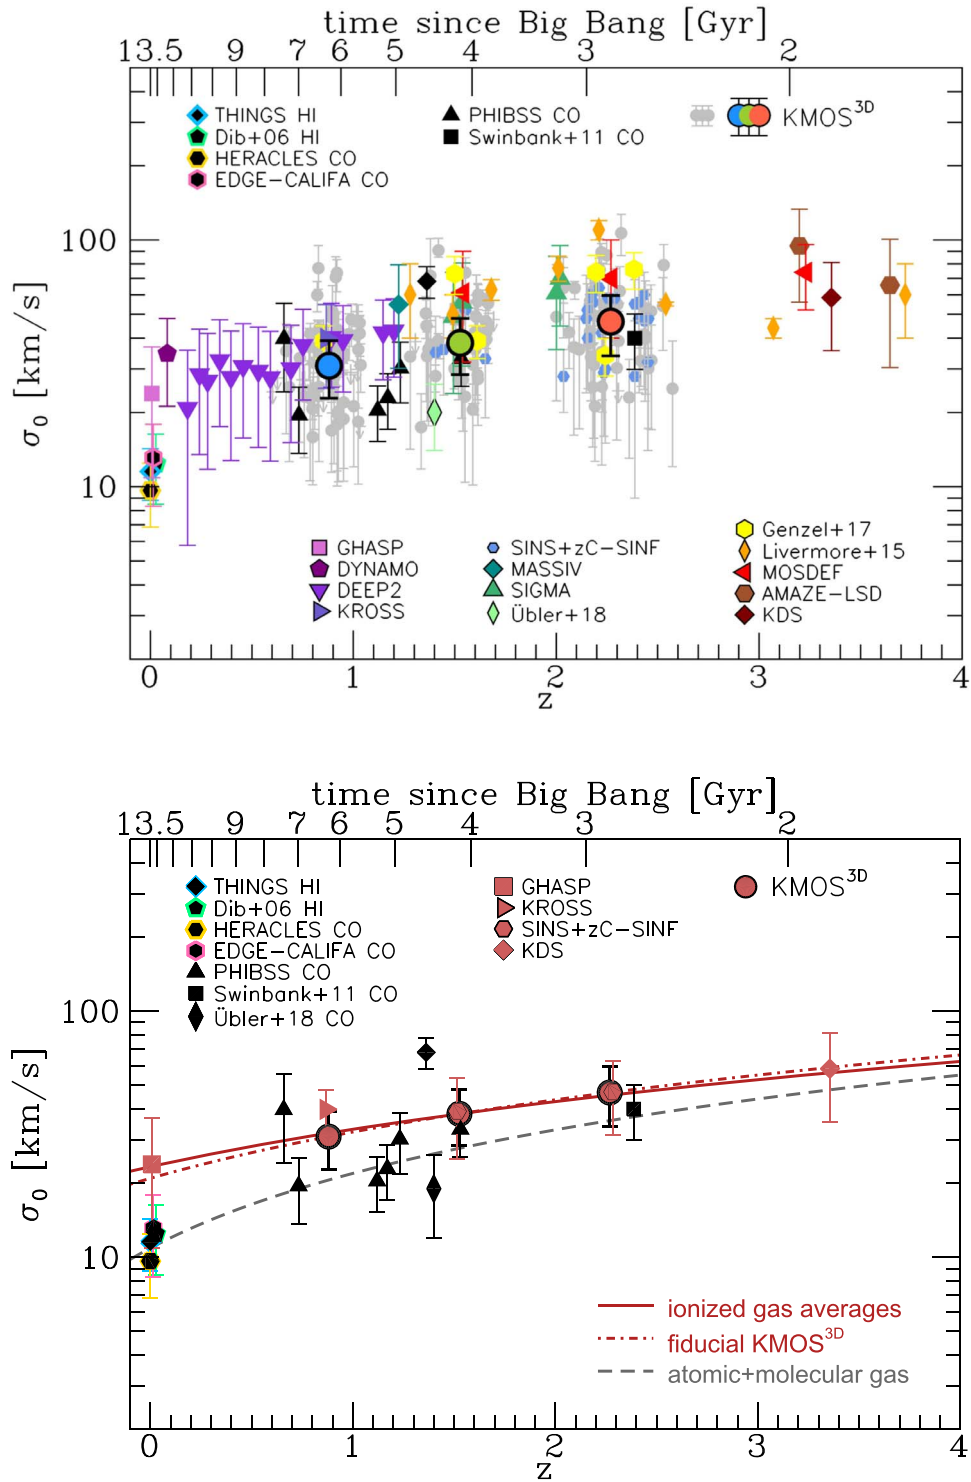 time since Big Bang [Gyr]
13.5 9 7 6 5 4 3 2
THINGS HI
Dib+06 HI
HERACLES CO
EDGE-CALIFA CO
PHIBSS CO
Swinbank+11 CO
KMOS3D
100
10
σ0 [km/s]
GHASP
DYNAMO
DEEP2
KROSS
SINS+zC-SINF
MASSIV
SIGMA
Übler+18
Genzel+17
Livermore+15
MOSDEF
AMAZE-LSD
KDS
0 1 2 3 4
z
time since Big Bang [Gyr]
13.5 9 7 6 5 4 3 2
THINGS HI
Dib+06 HI
HERACLES CO
EDGE-CALIFA CO
PHIBSS CO
Swinbank+11 CO
Übler+18 CO
GHASP
KROSS
SINS+zC-SINF
KDS
KMOS3D
100
10
σ0 [km/s]
ionized gas averages
fiducial KMOS3D
atomic+molecular gas
0 1 2 3 4
z